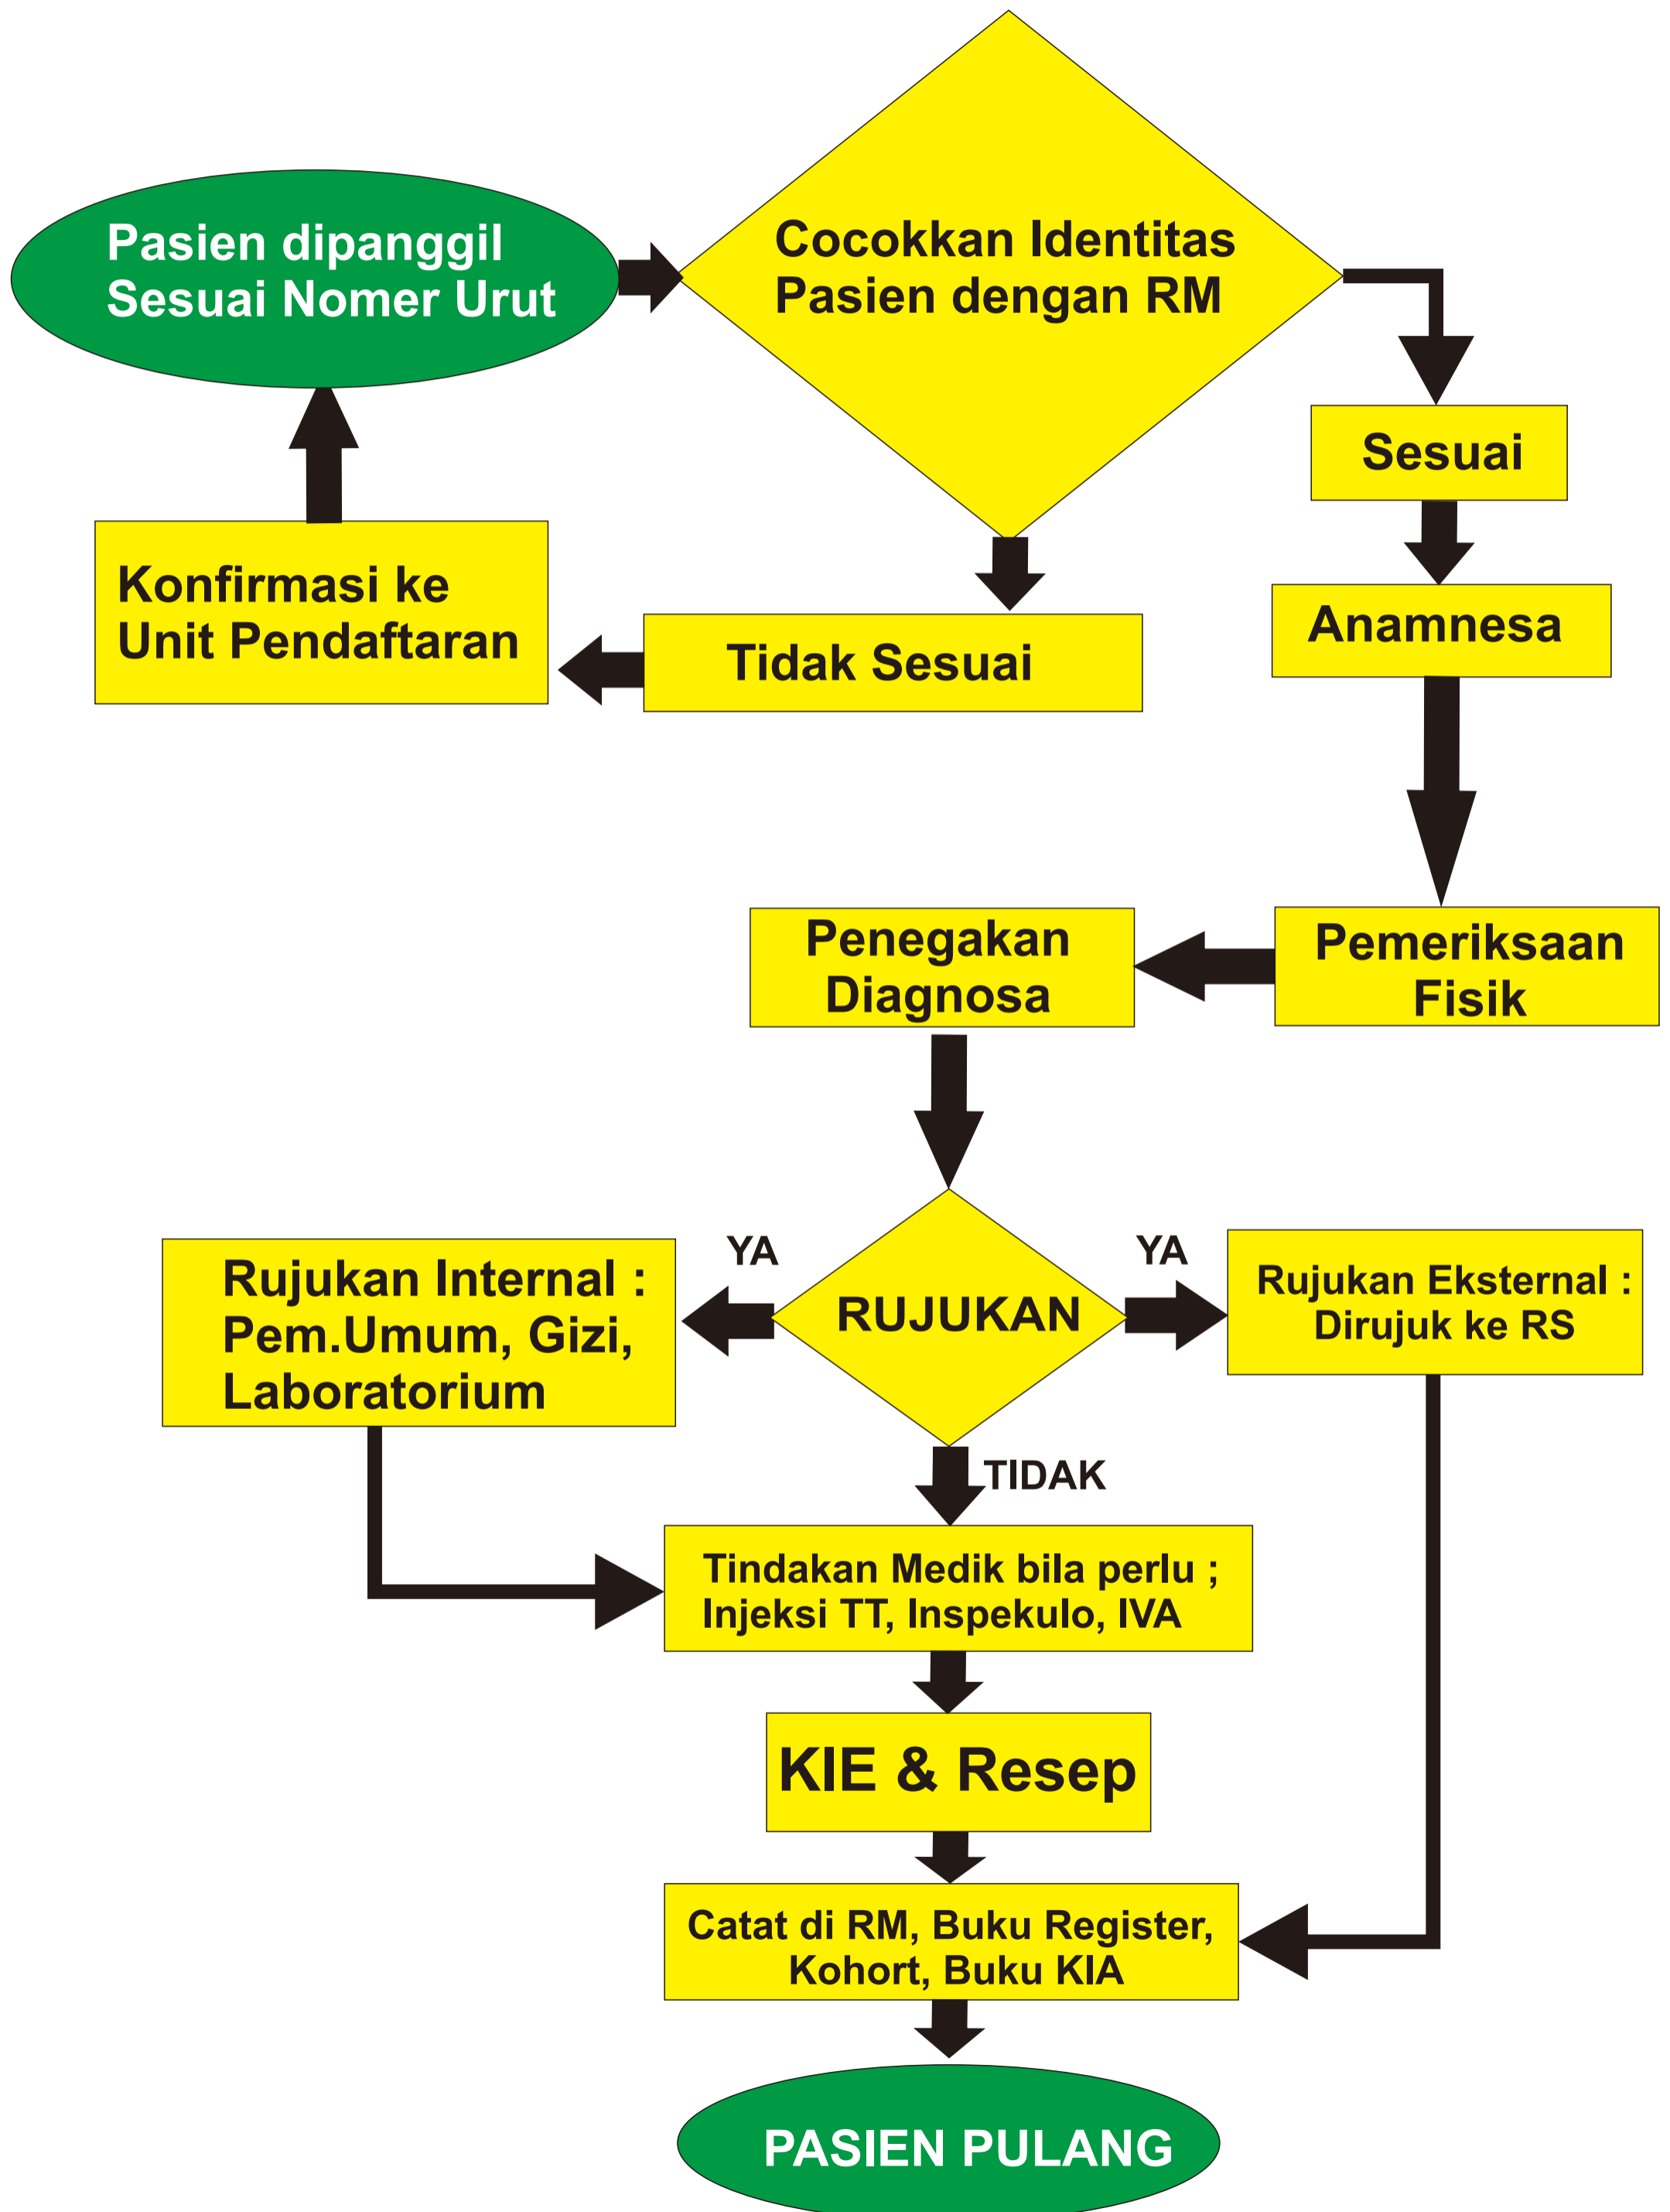 Pasien dipanggil
Sesuai Nomer Urut
Cocokkan Identitas
Pasien dengan RM
Sesuai
Konfirmasi ke
Unit Pendaftaran
Tidak Sesuai
Anamnesa
Penegakan
Diagnosa
Pemeriksaan
Fisik
YA
YA
Rujukan Internal :
Pem.Umum, Gizi,
Laboratorium
RUJUKAN
Rujukan Eksternal :
Dirujuk ke RS
TIDAK
Tindakan Medik bila perlu ;
Injeksi TT, Inspekulo, IVA
KIE & Resep
Catat di RM, Buku Register,
Kohort, Buku KIA
PASIEN PULANG